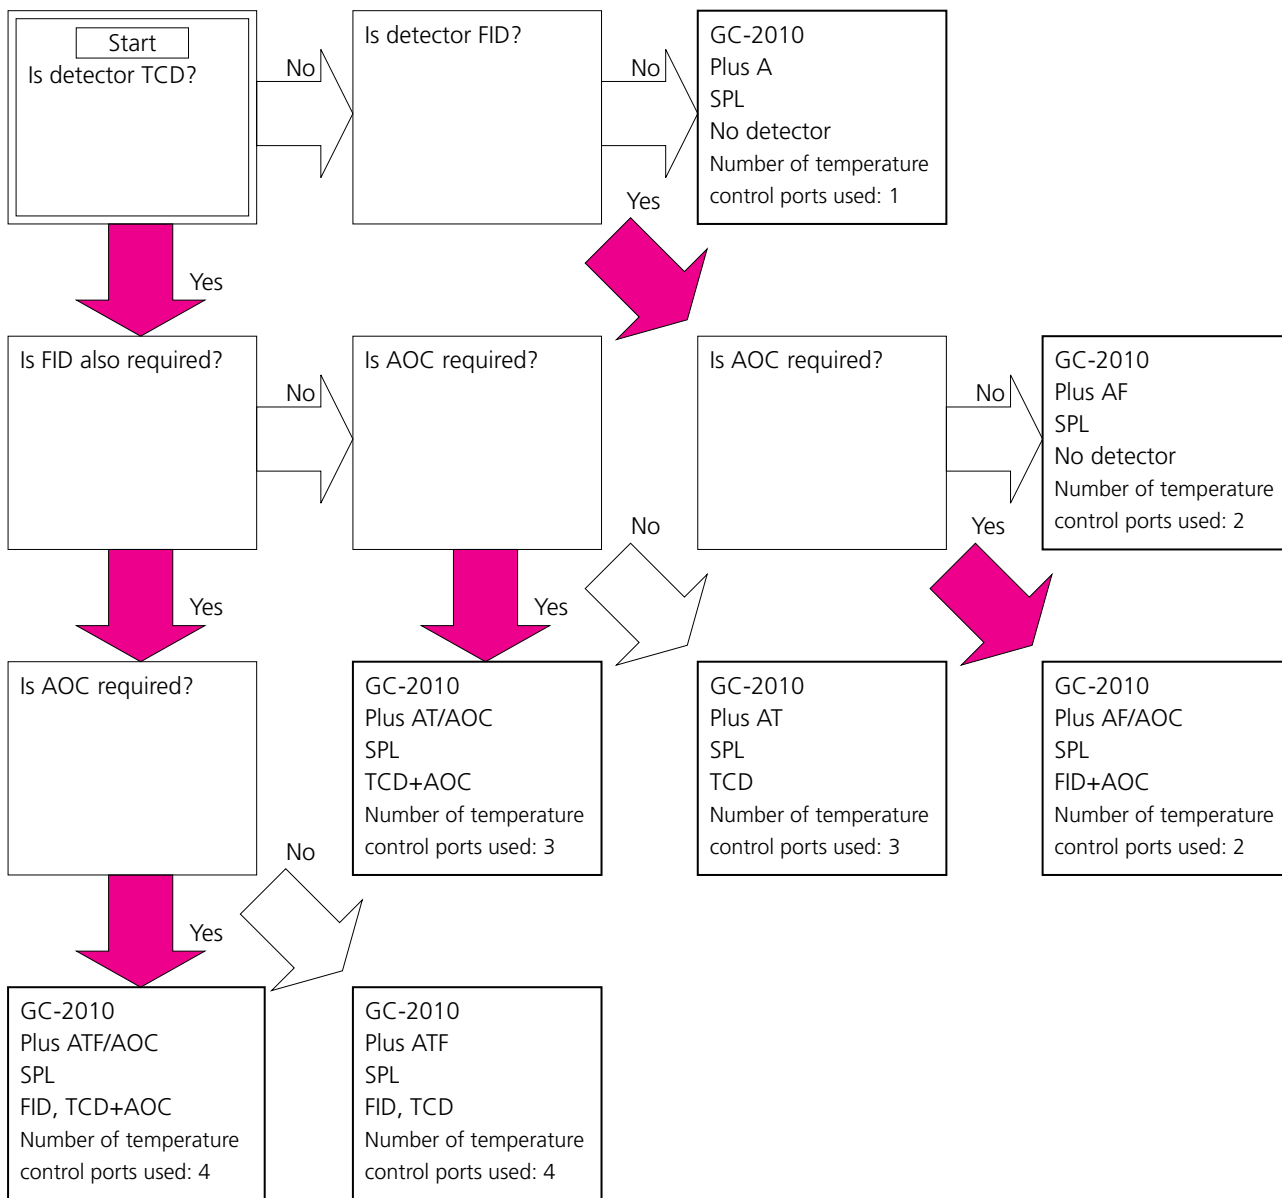 Start
Is detector TCD?
No
Is detector FID?
No
GC-2010
Plus A
SPL
No detector
Number of temperature
control ports used: 1
Yes
Yes
Is FID also required?
No
Is AOC required?
Is AOC required?
No
GC-2010
Plus AF
SPL
No detector
Number of temperature
control ports used: 2
Yes
Yes
No
Yes
Is AOC required?
GC-2010
Plus AT/AOC
SPL
TCD+AOC
Number of temperature
control ports used: 3
GC-2010
Plus AT
SPL
TCD
Number of temperature
control ports used: 3
GC-2010
Plus AF/AOC
SPL
FID+AOC
Number of temperature
control ports used: 2
Yes
No
GC-2010
Plus ATF/AOC
SPL
FID, TCD+AOC
Number of temperature
control ports used: 4
GC-2010
Plus ATF
SPL
FID, TCD
Number of temperature
control ports used: 4